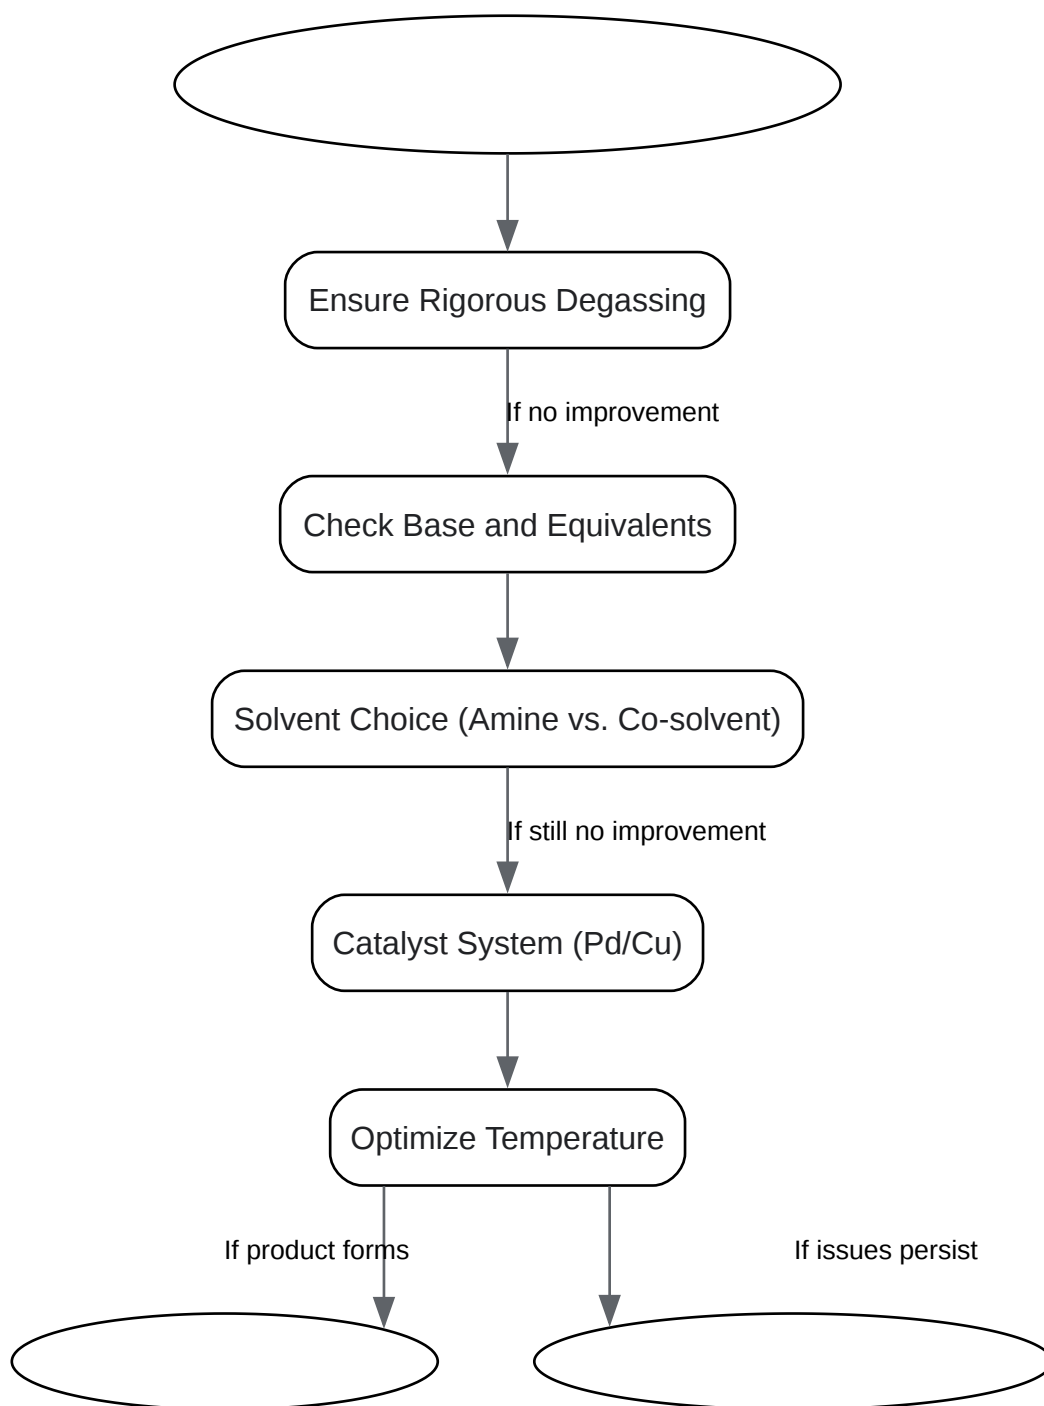 Ensure Rigorous Degassing
If no improvement
Check Base and Equivalents
Solvent Choice (Amine vs. Co-solvent)
If still no improvement
Catalyst System (Pd/Cu)
Optimize Temperature
If product forms
If issues persist